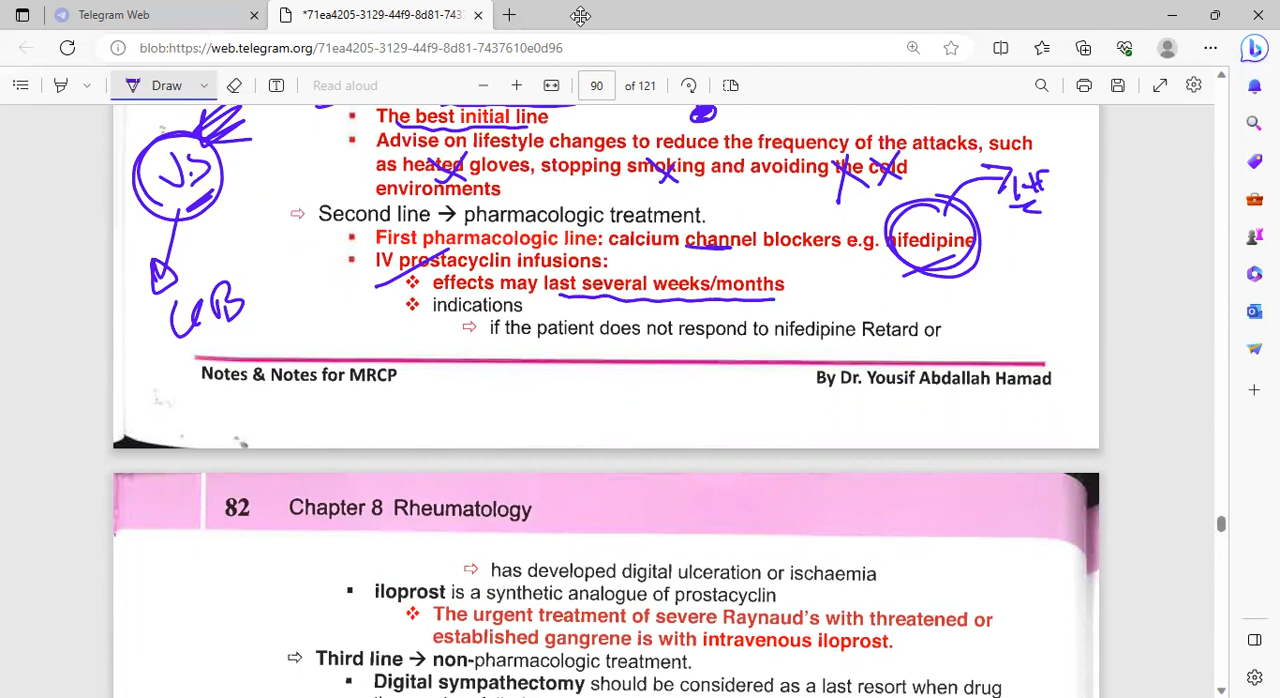 Telegram Web
*71ea4205-3129-44f9-8d81-7437
blob:https://web.telegram.org/71ea4205-3129-44f9-8d81-7437610e0d96
Draw
Read aloud
90 of 121
The best initial line
Advise on lifestyle changes to reduce the frequency of the attacks, such
as heated gloves, stopping smoking and avoiding the cold
environments
Second line → pharmacologic treatment.
First pharmacologic line: calcium channel blockers e.g. nifedipine
IV prostacyclin infusions:
effects may last several weeks/months
indications
if the patient does not respond to nifedipine Retard or
Notes & Notes for MRCP
By Dr. Yousif Abdallah Hamad
82 Chapter 8 Rheumatology
has developed digital ulceration or ischaemia
iloprost is a synthetic analogue of prostacyclin
The urgent treatment of severe Raynaud's with threatened or
established gangrene is with intravenous iloprost.
Third line → non-pharmacologic treatment.
Digital sympathectomy should be considered as a last resort when drug